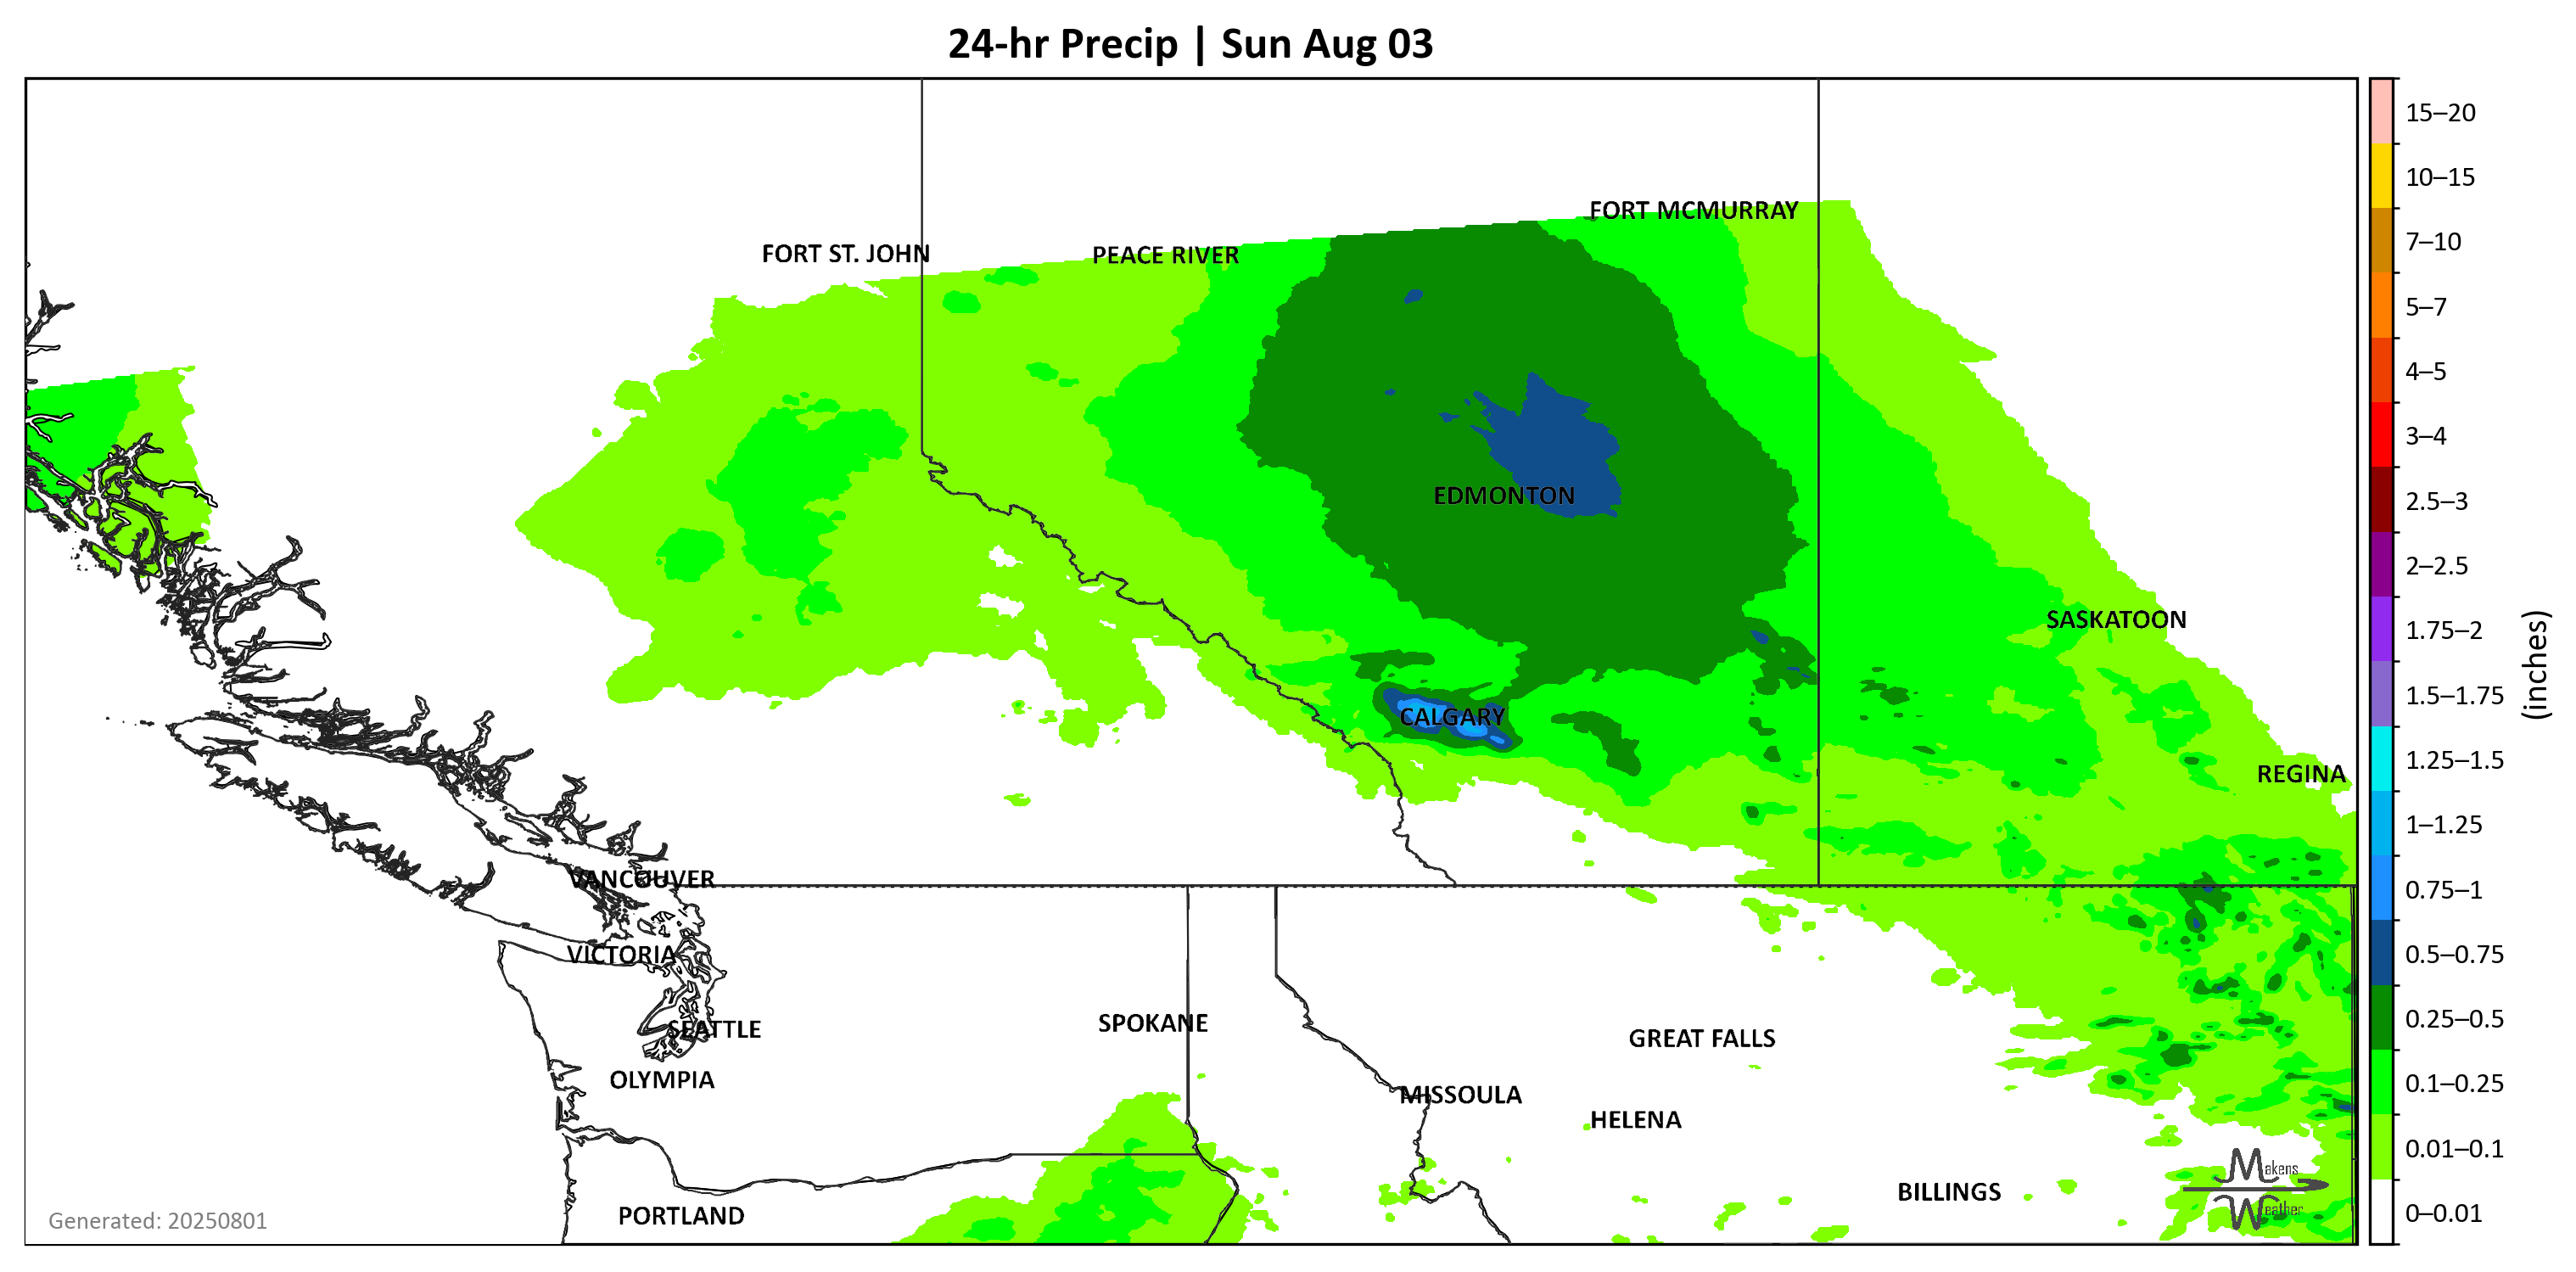 24-hr Precip | Sun Aug 03
15–20
10–15
7–10
5–7
4–5
3–4
2.5–3
2–2.5
1.75–2
1.5–1.75
1.25–1.5
1–1.25
0.75–1
0.5–0.75
0.25–0.5
0.1–0.25
0.01–0.1
0–0.01
(inches)
FORT MCMURRAY
FORT ST. JOHN
PEACE RIVER
EDMONTON
SASKATOON
CALGARY
REGINA
VANCOUVER
VICTORIA
SEATTLE
SPOKANE
GREAT FALLS
OLYMPIA
MISSOULA
HELENA
BILLINGS
PORTLAND
Makens
Weather
Generated: 20250801